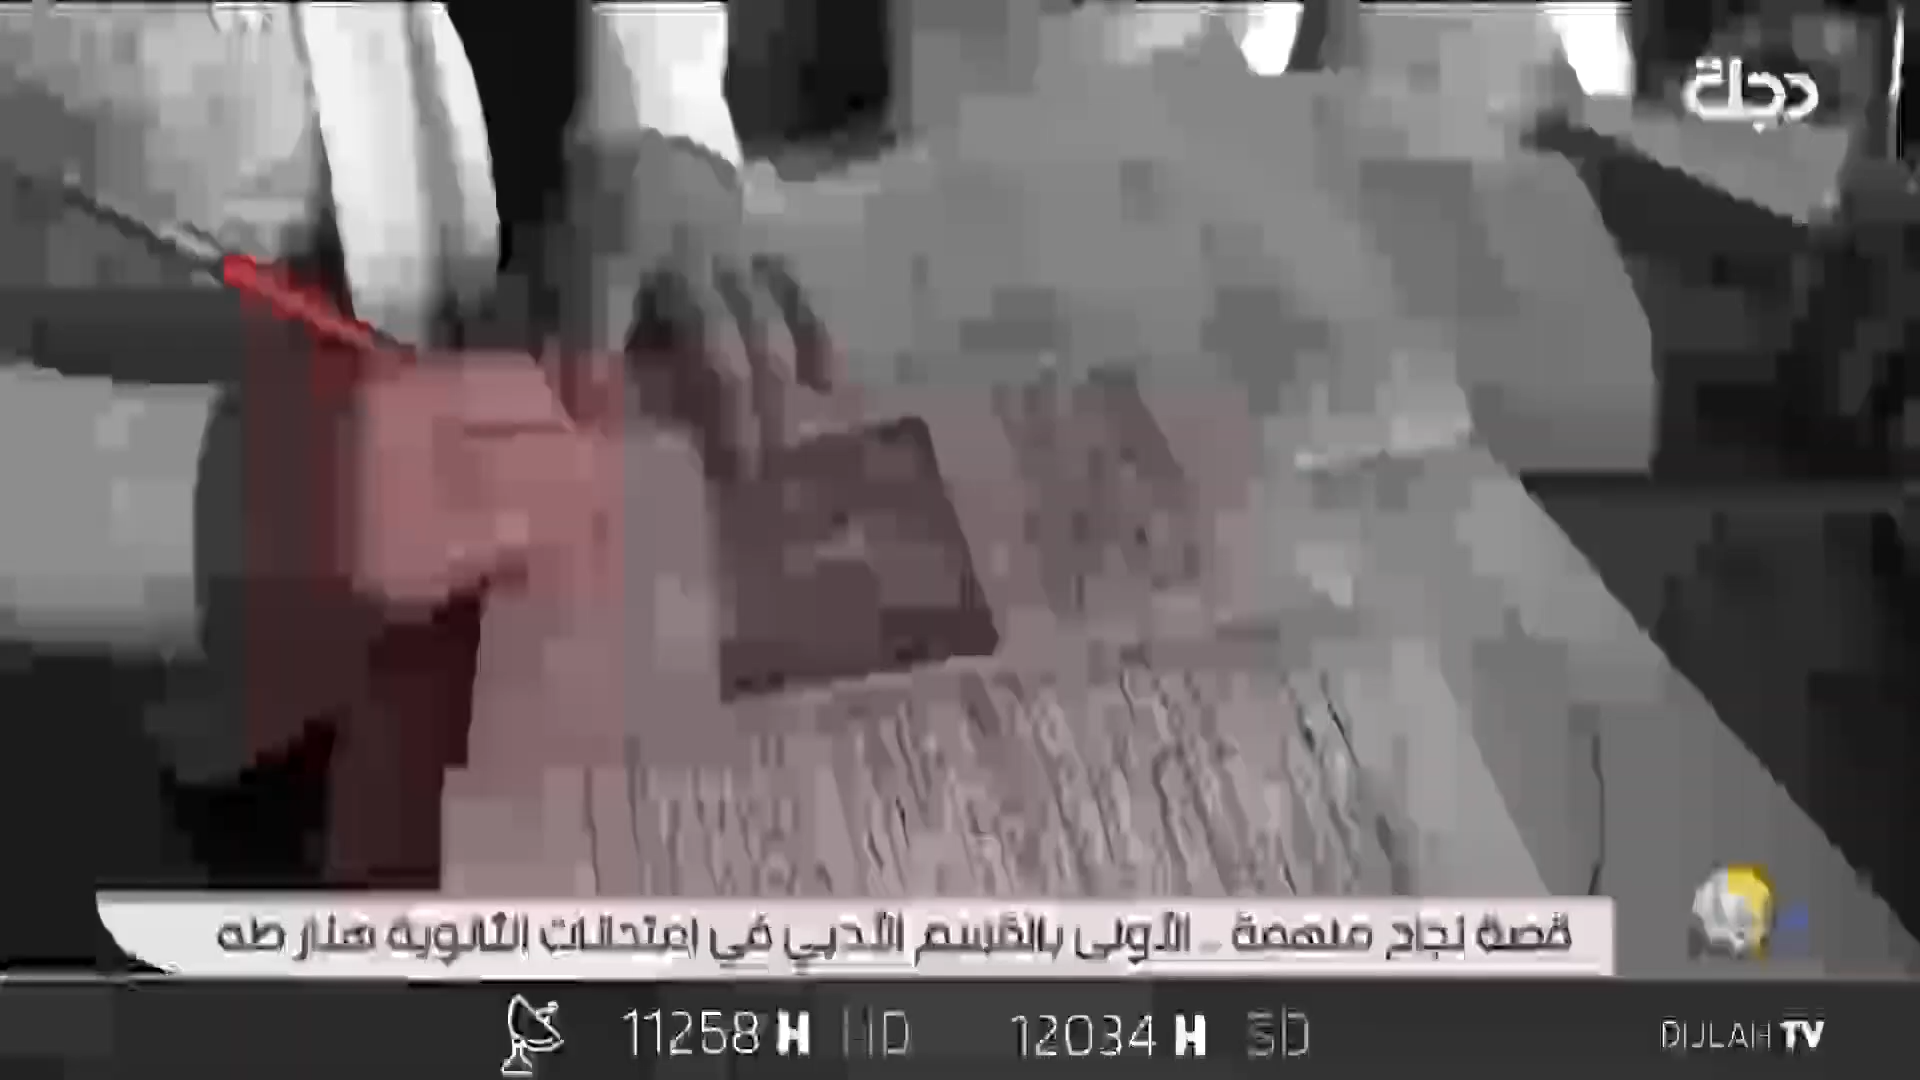 دجلة
قصة نجاح ملهمة .. الأولى بالقسم الأدبي في امتحانات الثانوية هنار طه
11258 H HD 12034 H SD DIJLAH TV